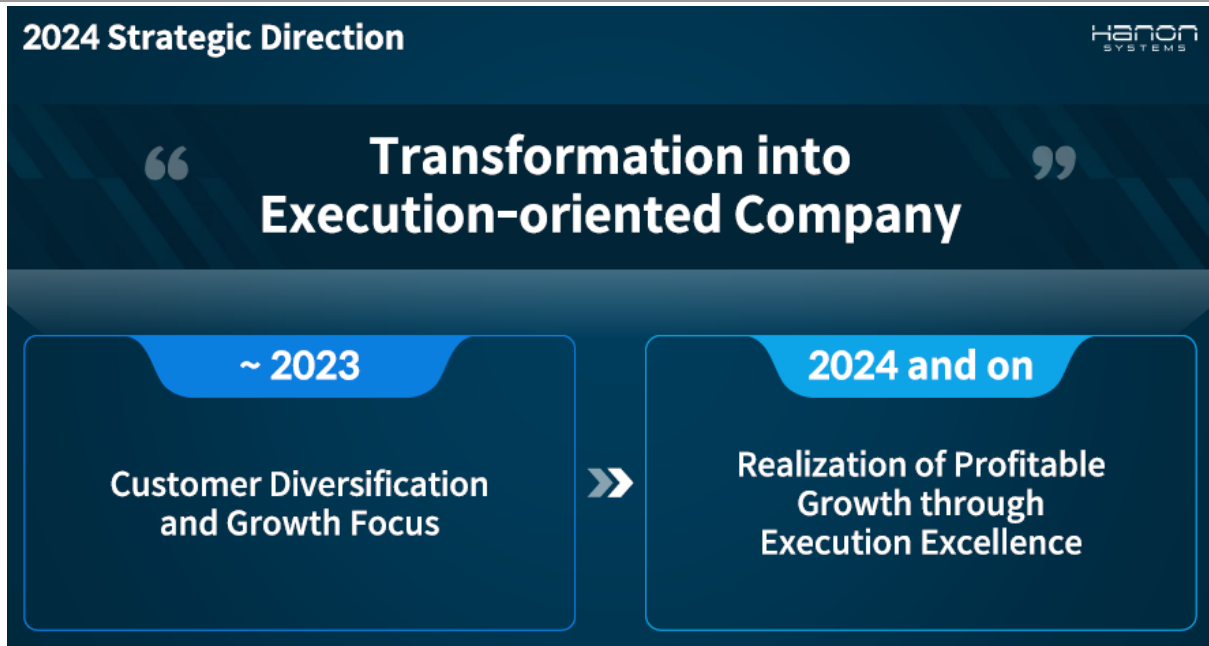 2024 Strategic Direction
Hanon
SYSTEMS
“ Transformation into ”
Execution-oriented Company
~ 2023
Customer Diversification
and Growth Focus
2024 and on
Realization of Profitable
Growth through
Execution Excellence